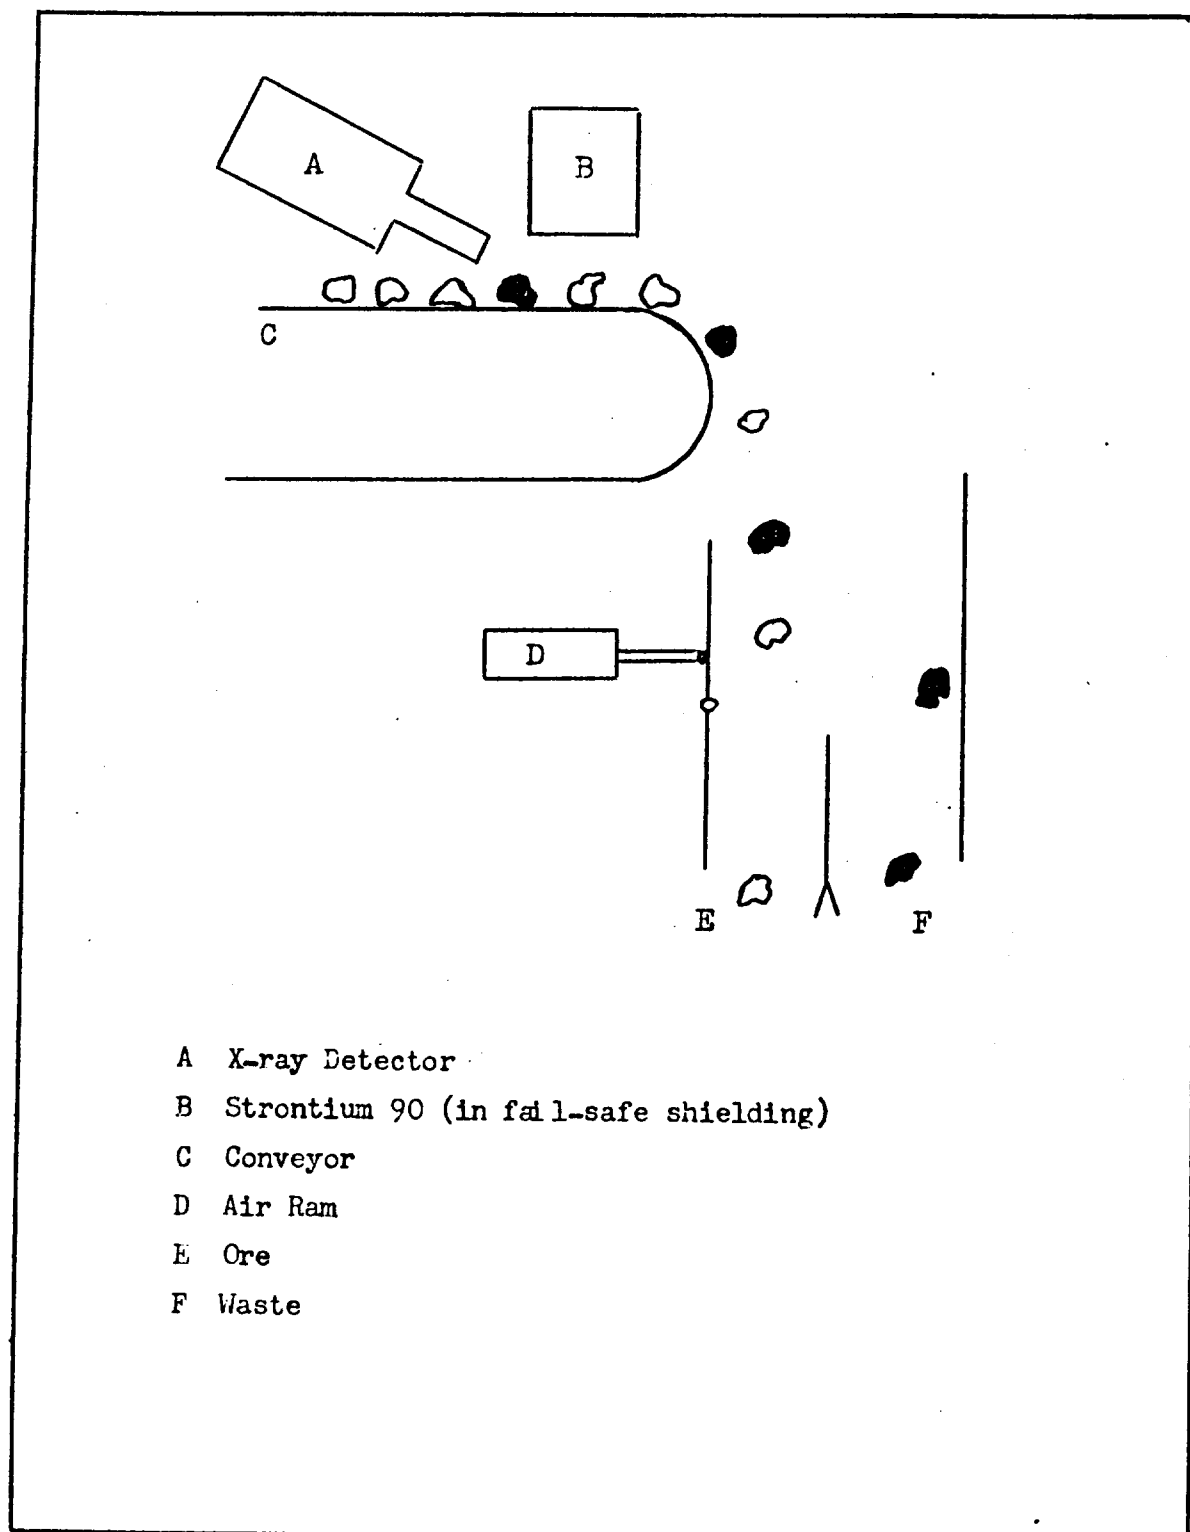 A
B
C
D
E
F
A X-ray Detector
B Strontium 90 (in fail-safe shielding)
C Conveyor
D Air Ram
E Ore
F Waste